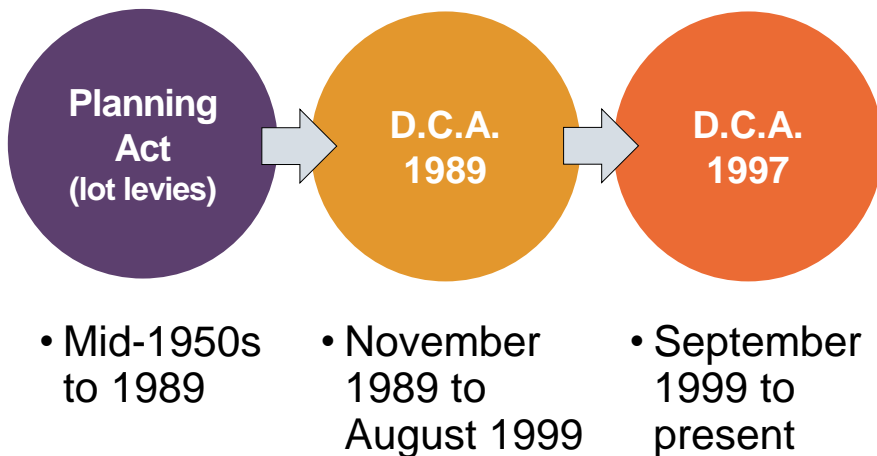 Planning
Act
(lot levies)
D.C.A.
1989
D.C.A.
1997
• Mid-1950s
to 1989
• November
1989 to
August 1999
• September
1999 to
present